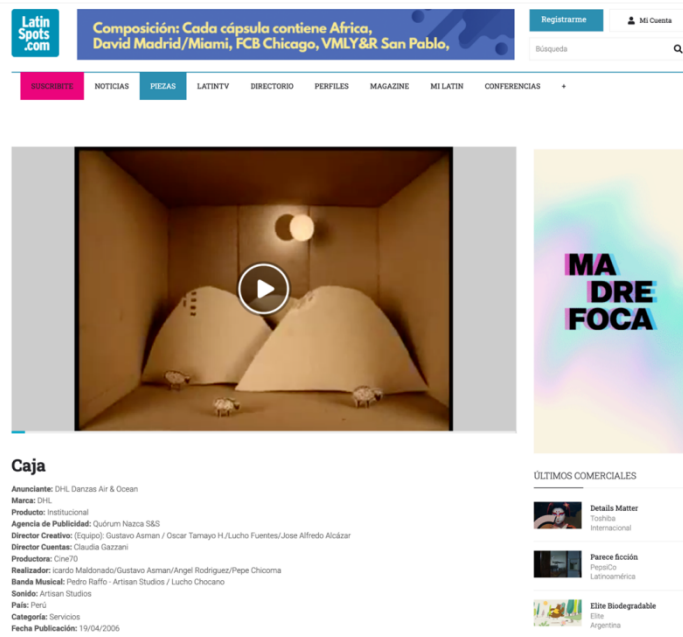 Latin
Spots
.com
Composición: Cada cápsula contiene Africa,
David Madrid/Miami, FCB Chicago, VMLY&R San Pablo,
Registrarme
Mi Cuenta
Búsqueda
SUSCRIBITE
NOTICIAS
PIEZAS
LATINTV
DIRECTORIO
PERFILES
MAGAZINE
MI LATIN
CONFERENCIAS
+
MA
DRE
FOCA
Caja
Anunciante: DHL Danzas Air & Ocean
Marca: DHL
Producto: Institucional
Agencia de Publicidad: Quórum Nazca S&S
Director Creativo: (Equipo): Gustavo Asman / Oscar Tamayo H./Lucho Fuentes/Jose Alfredo Alcázar
Director Cuentas: Claudia Gazzani
Productora: Cine70
Realizador: icardo Maldonado/Gustavo Asman/Angel Rodriguez/Pepe Chicoma
Banda Musical: Pedro Raffo - Artisan Studios / Lucho Chocano
Sonido: Artisan Studios
País: Perú
Categoría: Servicios
Fecha Publicación: 19/04/2006
ÚLTIMOS COMERCIALES
Details Matter
Toshiba
Internacional
Parece ficción
PepsiCo
Latinoamérica
Elite Biodegradable
Elite
Argentina